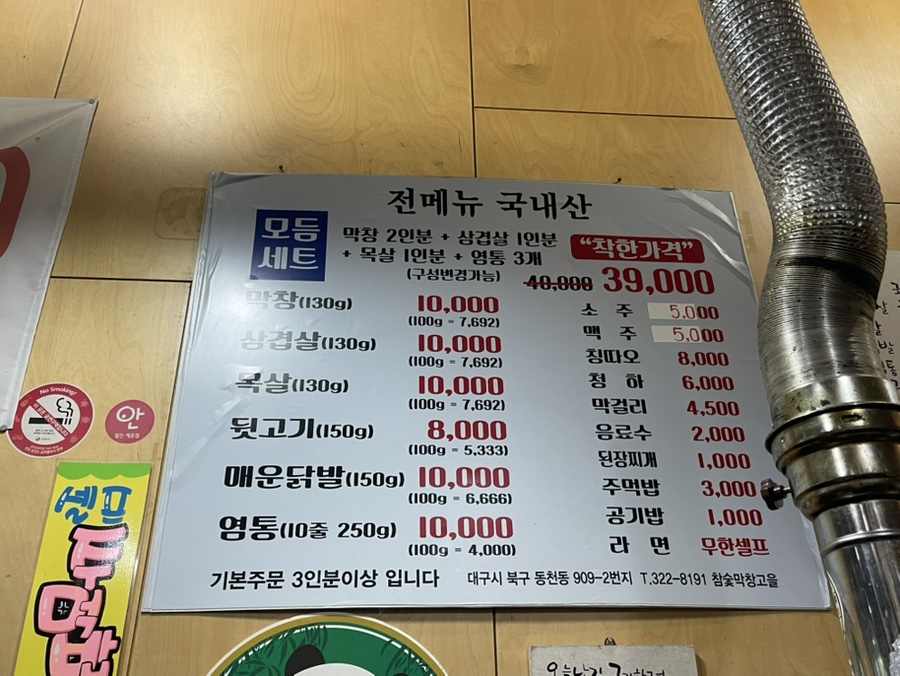 전메뉴 국내산
모듬
세트
막창 2인분 + 삼겹살 1인분
+ 목살 1인분 + 염통 3개
(구성변경가능)
“착한가격”
40,000 39,000
막창(130g) 10,000
(100g = 7,692)
삼겹살(130g) 10,000
(100g = 7,692)
목살(130g) 10,000
(100g = 7,692)
뒷고기(150g) 8,000
(100g = 5,333)
매운닭발(150g) 10,000
(100g = 6,666)
염통(10줄 250g) 10,000
(100g = 4,000)
소 주 5,000
맥 주 5,000
칭따오 8,000
청 하 6,000
막걸리 4,500
음료수 2,000
된장찌개 1,000
주먹밥 3,000
공기밥 1,000
라 면 무한셀프
기본주문 3인분이상 입니다
대구시 북구 동천동 909-2번지 T.322-8191 참숯막창고을
No Smoking!
안
셀프
주먹밥